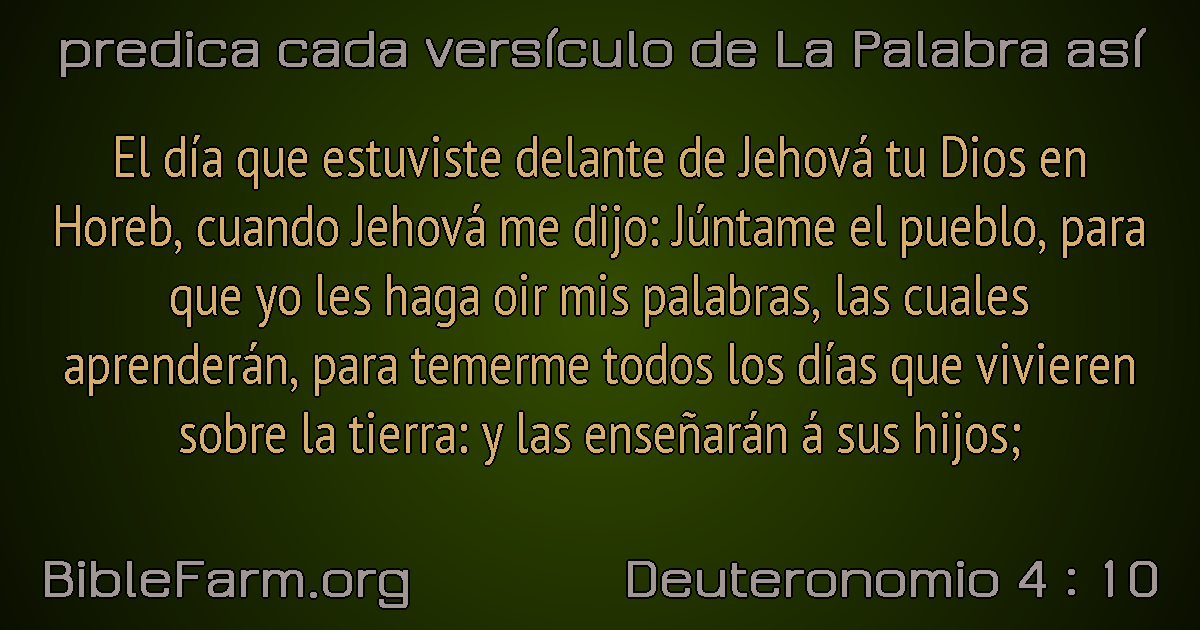 predica cada versículo de La Palabra así
El día que estuviste delante de Jehová tu Dios en
Horeb, cuando Jehová me dijo: Júntame el pueblo, para
que yo les haga oir mis palabras, las cuales
aprenderán, para temerme todos los días que vivieren
sobre la tierra: y las enseñarán á sus hijos;
BibleFarm.org
Deuteronomio 4 : 10